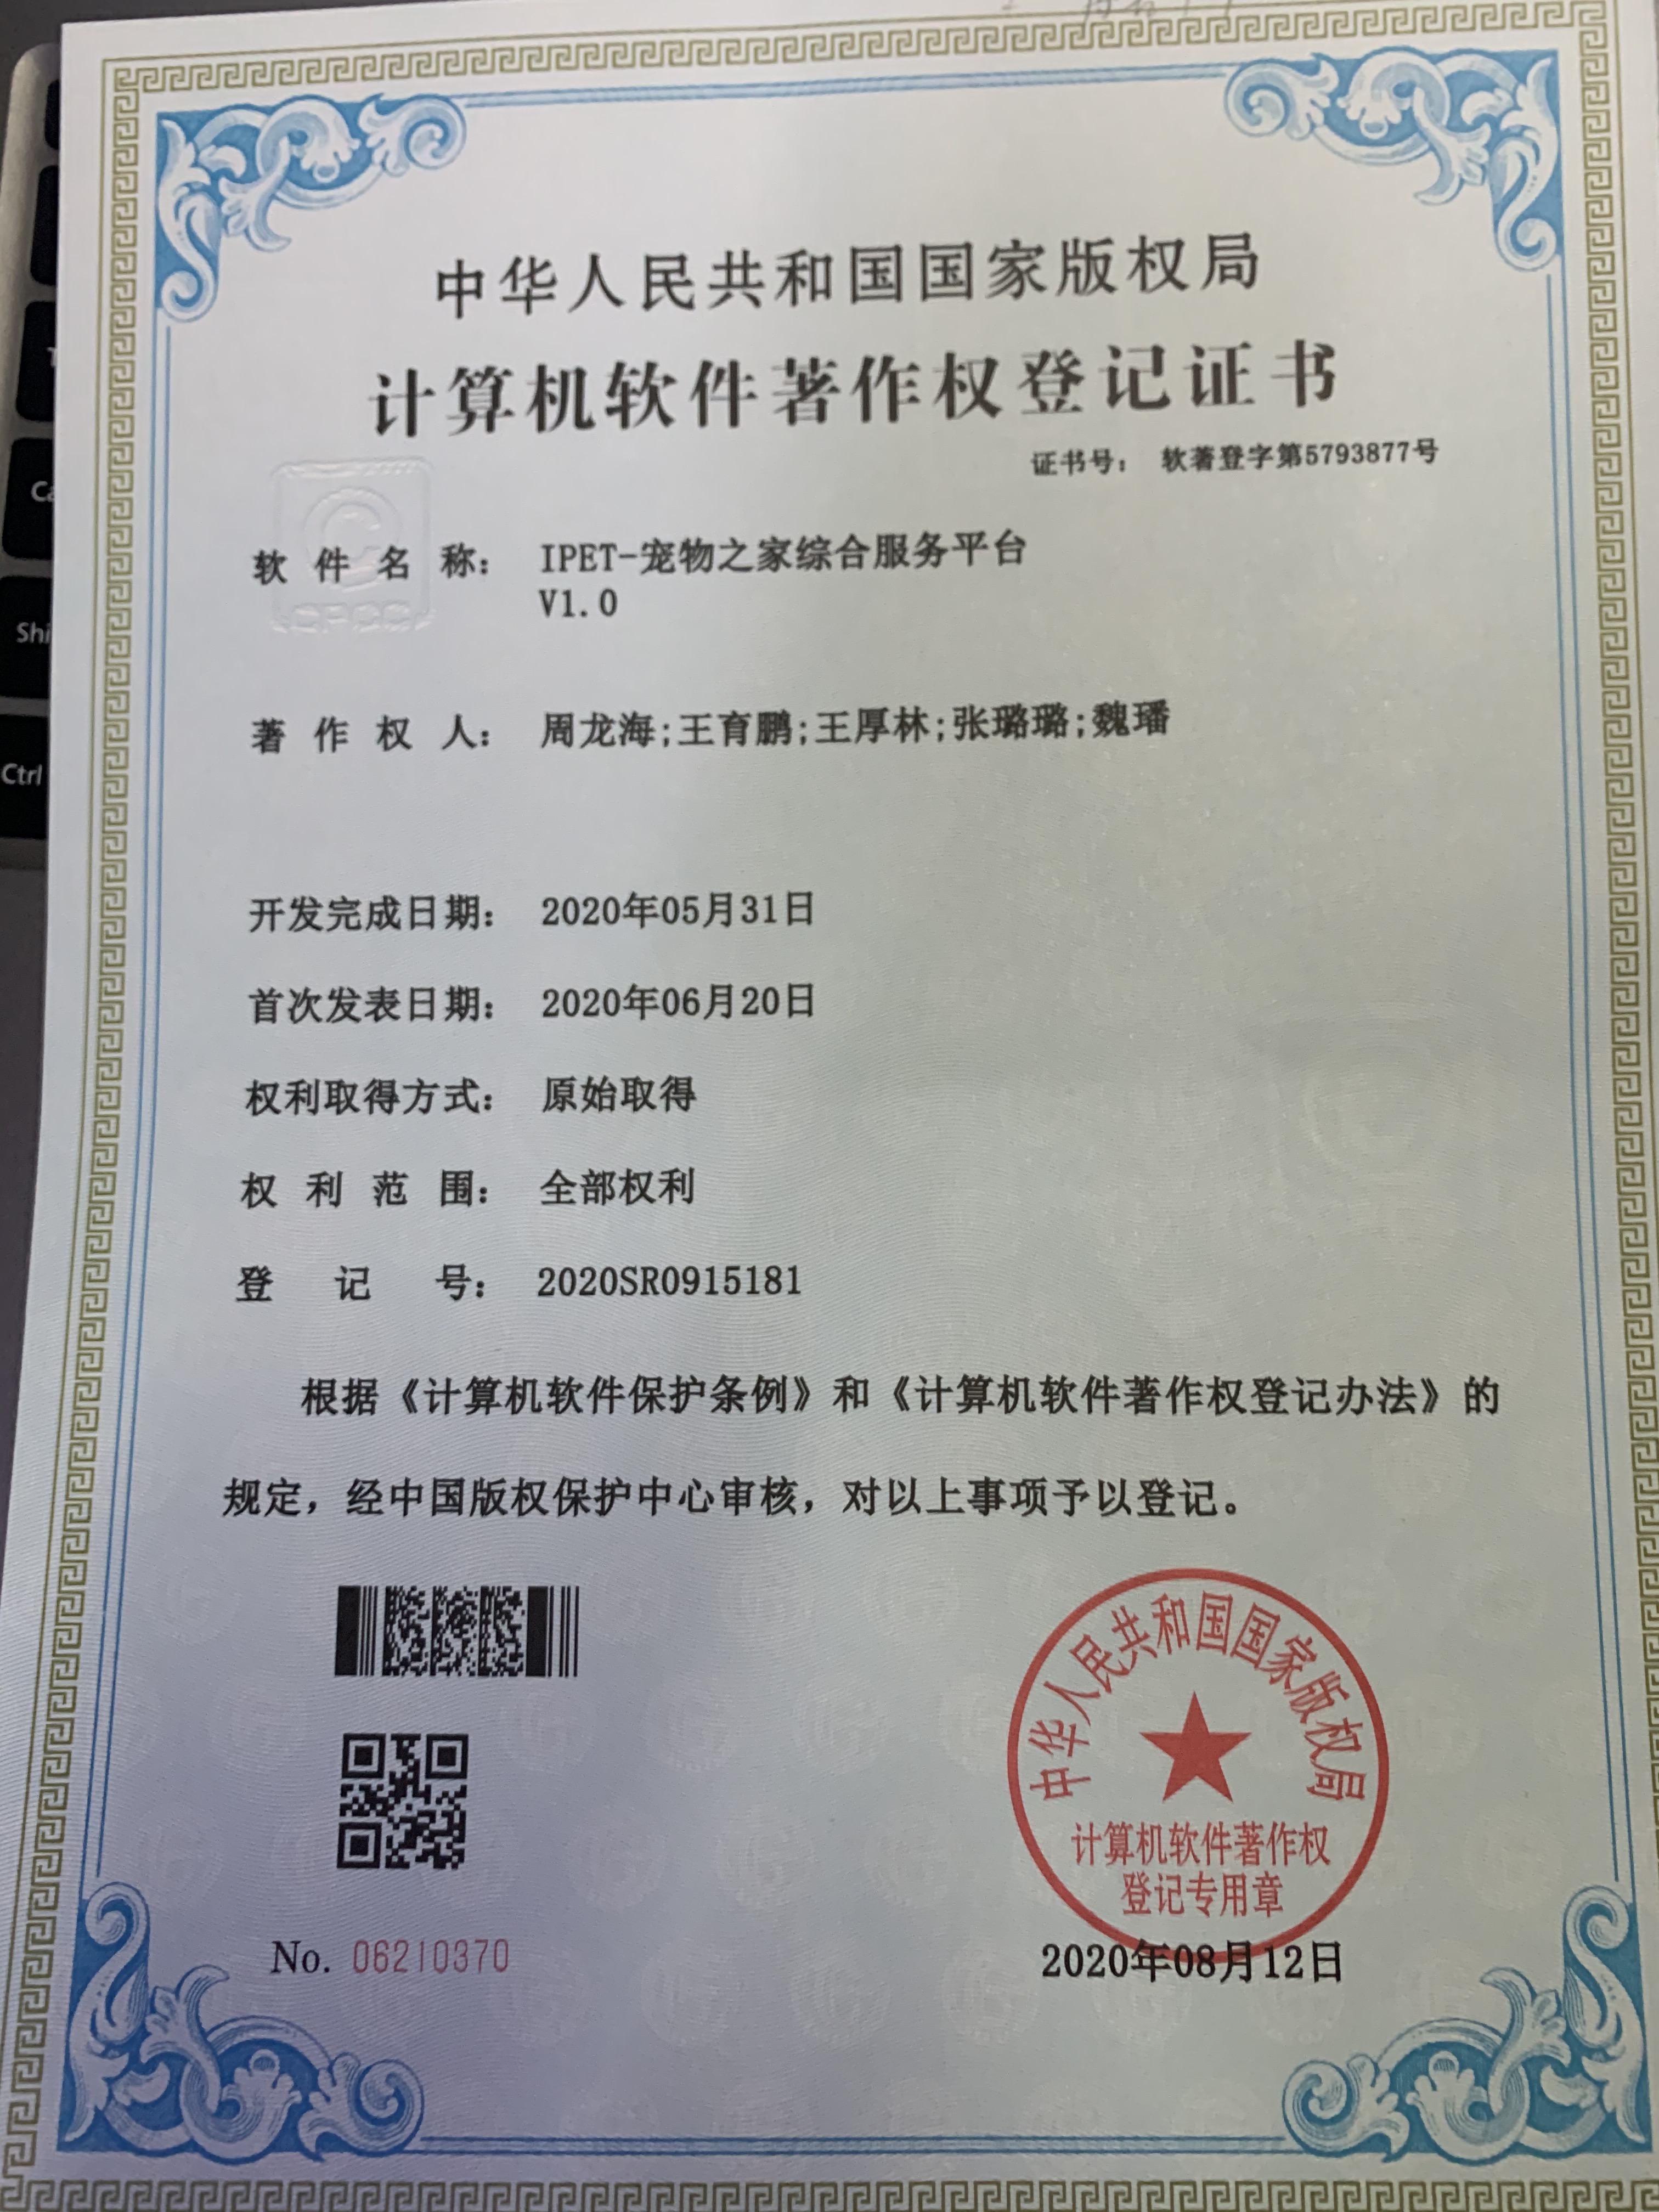 中华人民共和国国家版权局
计算机软件著作权登记证书
证书号： 软著登字第5793877号
软件名称： IPET-宠物之家综合服务平台
V1.0
CPCC
著作权人： 周龙海;王育鹏;王厚林;张璐璐;魏璠
开发完成日期： 2020年05月31日
首次发表日期： 2020年06月20日
权利取得方式： 原始取得
权利范围： 全部权利
登记号： 2020SR0915181
根据《计算机软件保护条例》和《计算机软件著作权登记办法》的
规定，经中国版权保护中心审核，对以上事项予以登记。
中华人民共和国国家版权局
计算机软件著作权
登记专用章
No. 06210370
2020年08月12日
Shi
Ctrl